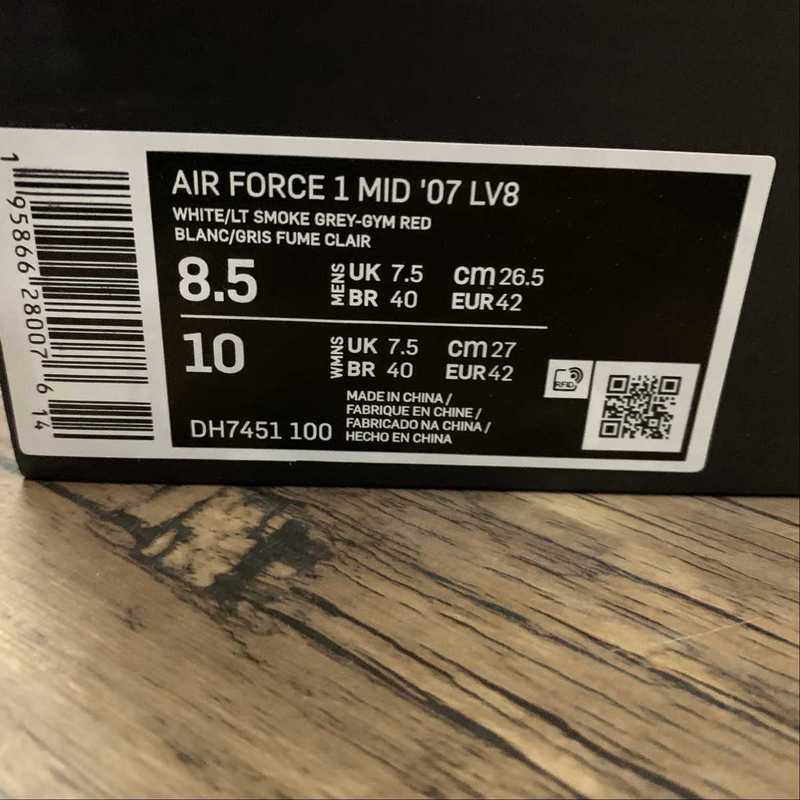 AIR FORCE 1 MID '07 LV8
WHITE/LT SMOKE GREY-GYM RED
BLANC/GRIS FUME CLAIR
8.5 MENS UK 7.5 cm 26.5
BR 40 EUR 42
10 WMNS UK 7.5 cm 27
BR 40 EUR 42
MADE IN CHINA /
FABRIQUE EN CHINE /
FABRICADO NA CHINA /
HECHO EN CHINA
DH7451 100
RFID
1 95866 28007 6 14